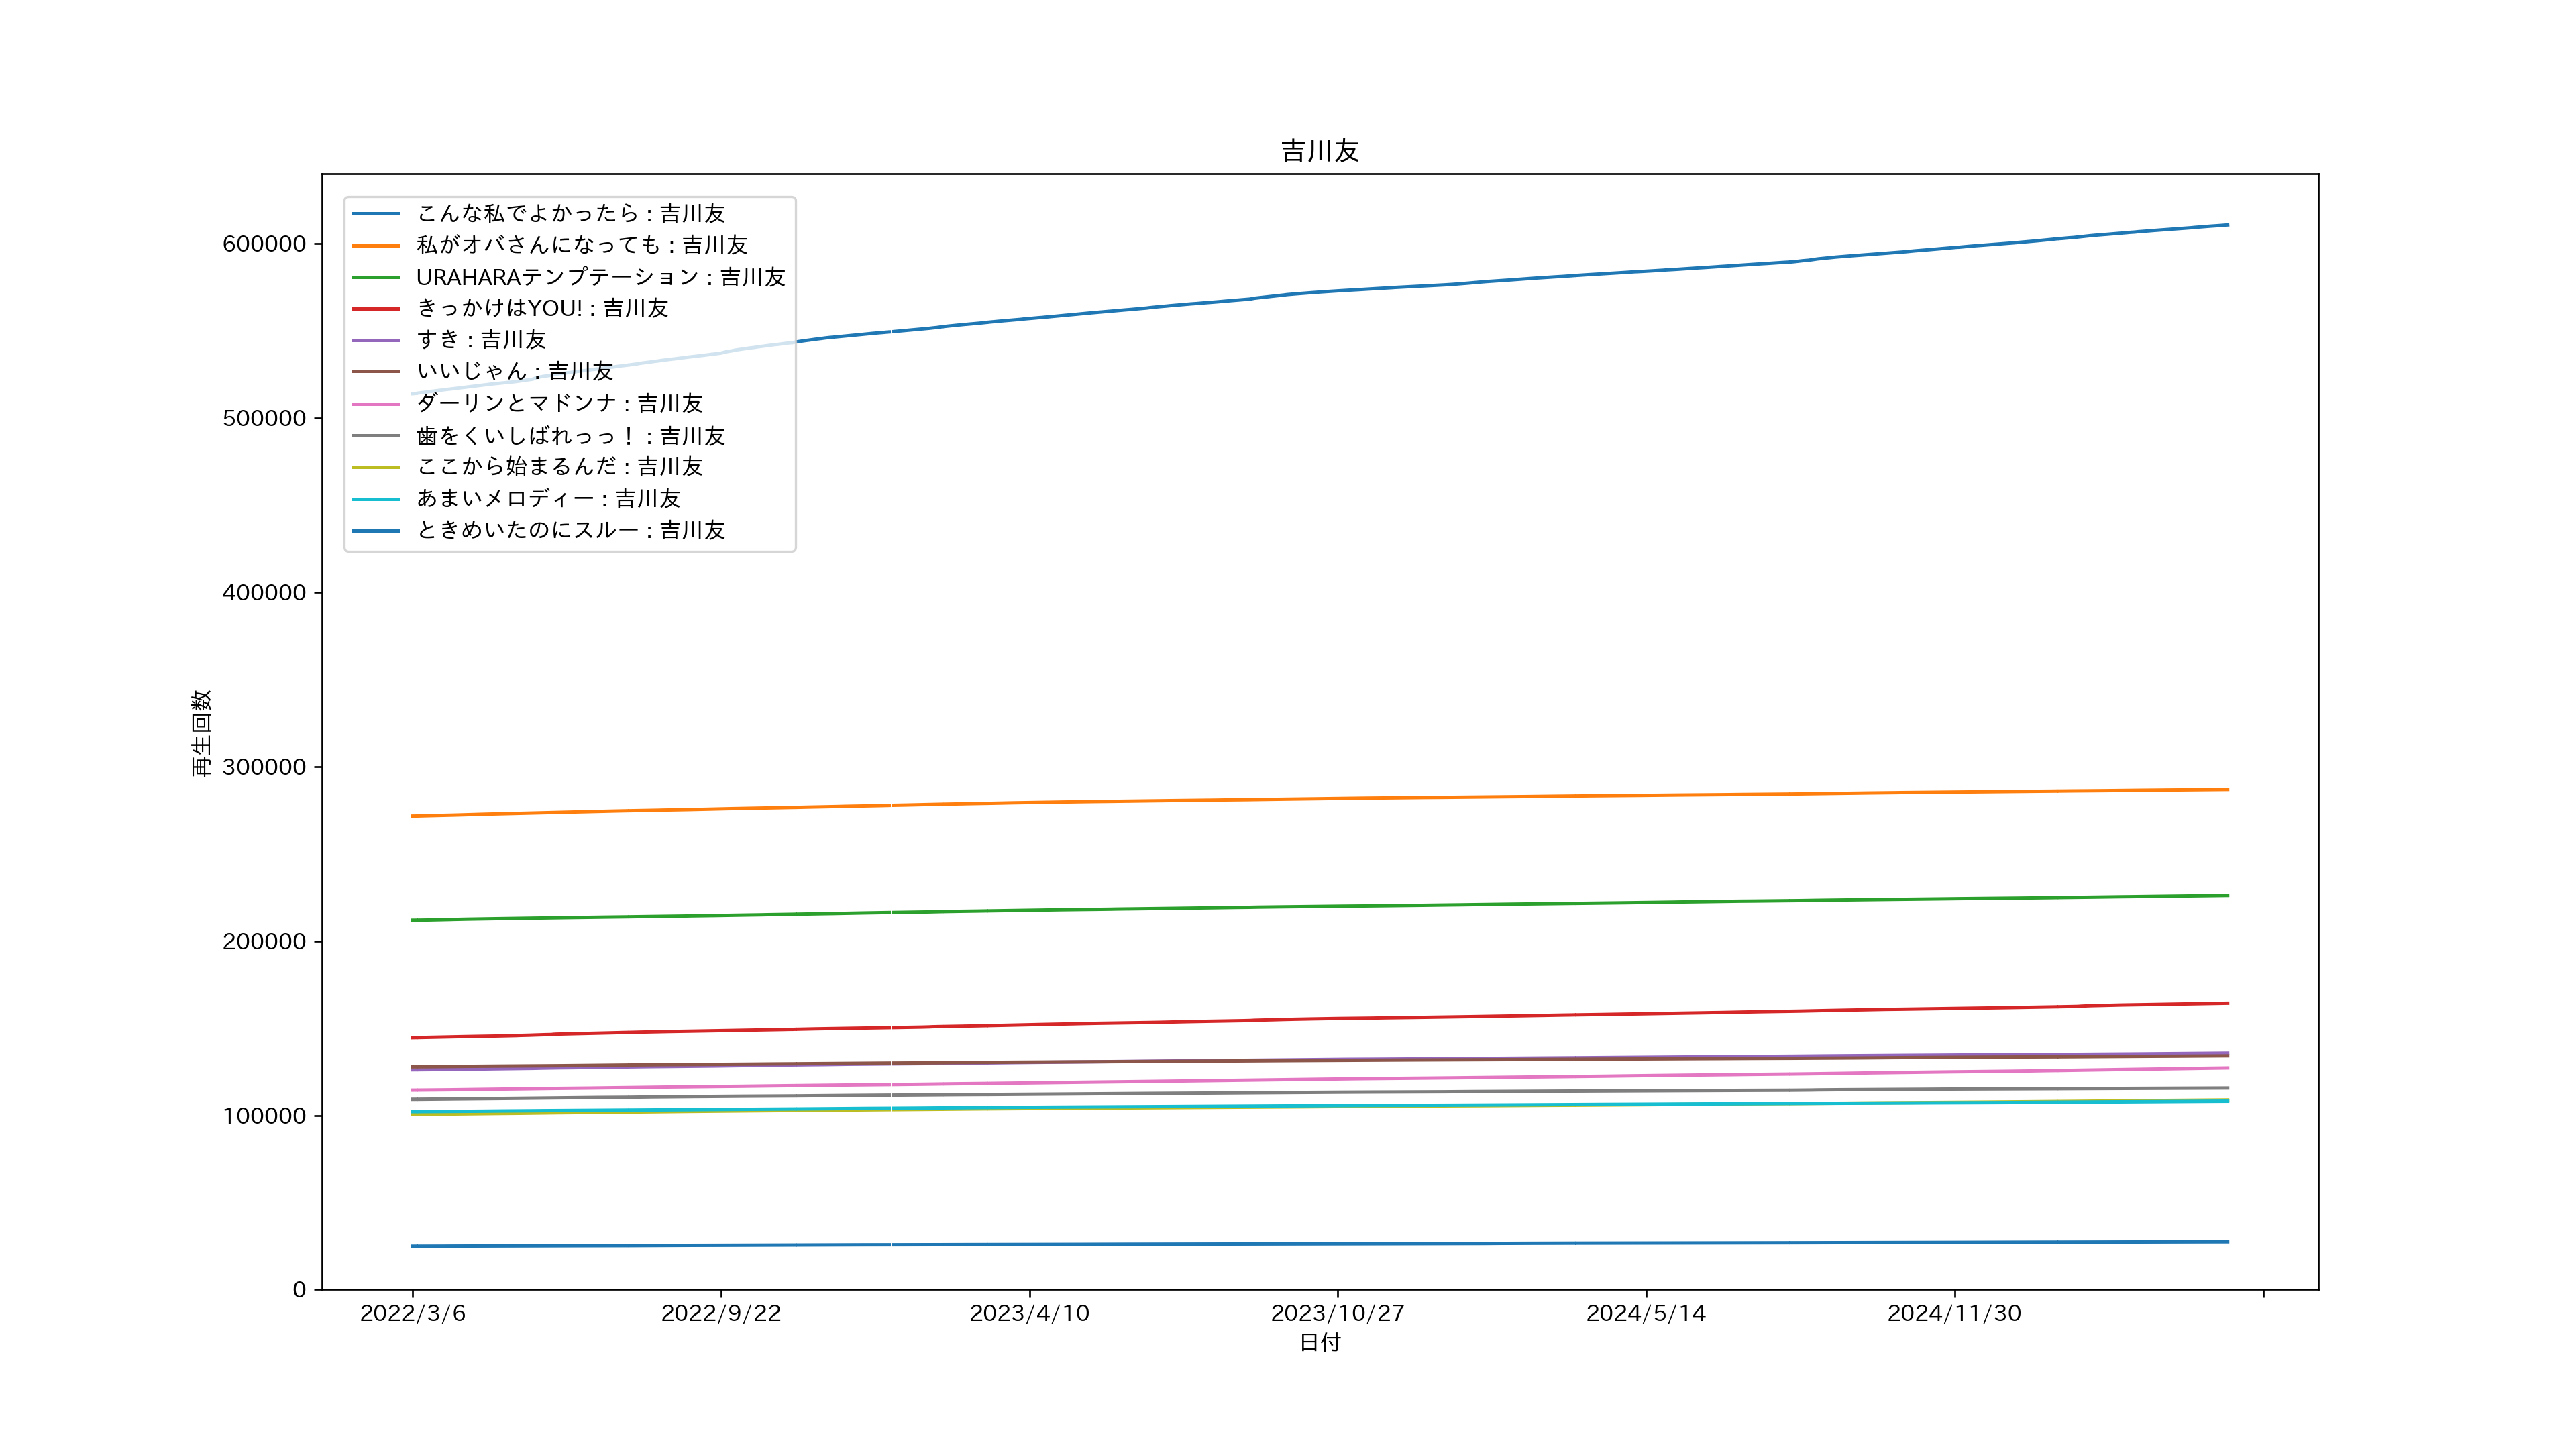 吉川友
こんな私でよかったら : 吉川友
私がオバさんになっても : 吉川友
URAHARAテンプテーション : 吉川友
きっかけはYOU! : 吉川友
すき : 吉川友
いいじゃん : 吉川友
ダーリンとマドンナ : 吉川友
歯をくいしばれっっ！ : 吉川友
ここから始まるんだ : 吉川友
あまいメロディー : 吉川友
ときめいたのにスルー : 吉川友
再生回数
600000
500000
400000
300000
200000
100000
0
2022/3/6 2022/9/22 2023/4/10 2023/10/27 2024/5/14 2024/11/30
日付